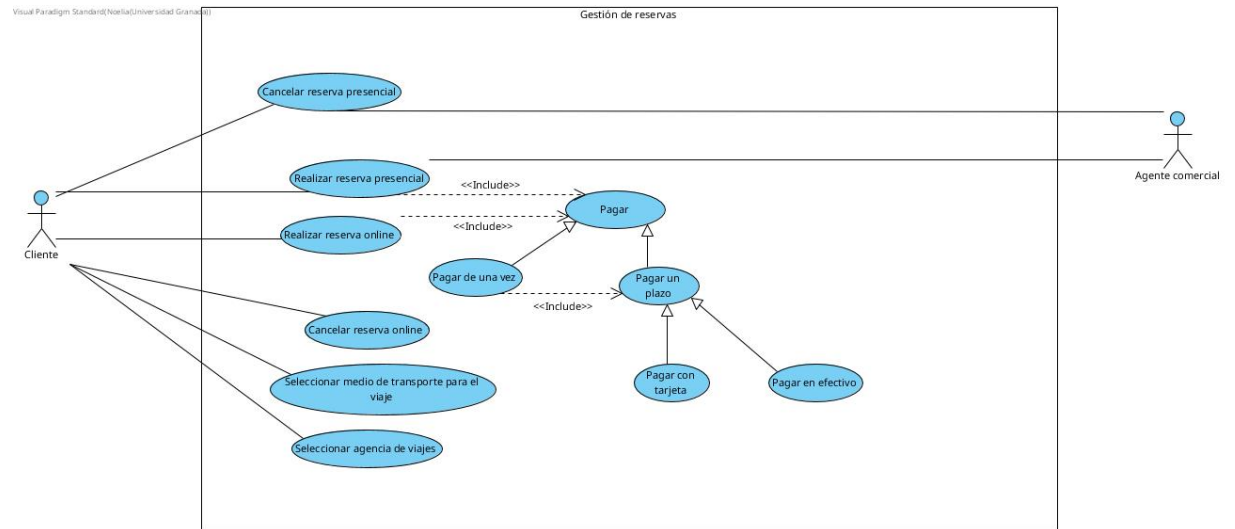 Visual Paradigm Standard(Noelia(Universidad Granada))
Gestión de reservas
Cancelar reserva presencial
Agente comercial
Realizar reserva presencial
<<Include>>
Pagar
Realizar reserva online
<<Include>>
Cliente
Pagar de una vez
Pagar un
plazo
<<Include>>
Cancelar reserva online
Seleccionar medio de transporte para el
viaje
Pagar con
tarjeta
Pagar en efectivo
Seleccionar agencia de viajes